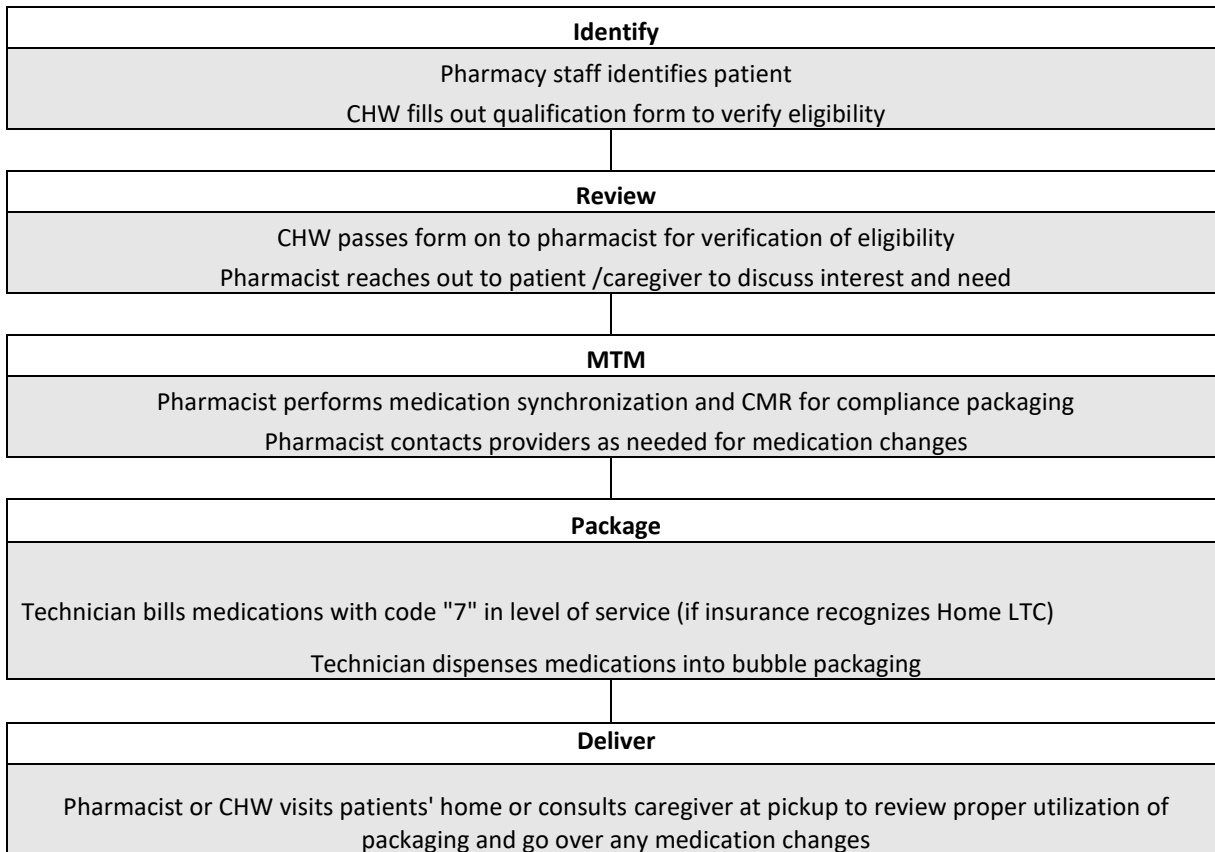 Identify
Pharmacy staff identifies patient
CHW fills out qualification form to verify eligibility
Review
CHW passes form on to pharmacist for verification of eligibility
Pharmacist reaches out to patient /caregiver to discuss interest and need
MTM
Pharmacist performs medication synchronization and CMR for compliance packaging
Pharmacist contacts providers as needed for medication changes
Package
Technician bills medications with code "7" in level of service (if insurance recognizes Home LTC)
Technician dispenses medications into bubble packaging
Deliver
Pharmacist or CHW visits patients' home or consults caregiver at pickup to review proper utilization of
packaging and go over any medication changes